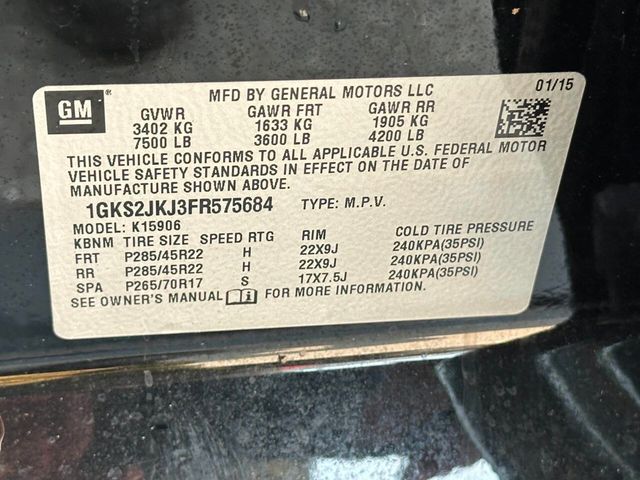 GM® MFD BY GENERAL MOTORS LLC 01/15
GVWR GAWR FRT GAWR RR
3402 KG 1633 KG 1905 KG
7500 LB 3600 LB 4200 LB
THIS VEHICLE CONFORMS TO ALL APPLICABLE U.S. FEDERAL MOTOR
VEHICLE SAFETY STANDARDS IN EFFECT ON THE DATE OF
MANUFACTURE SHOWN ABOVE.
1GKS2JKJ3FR575684 TYPE: M.P.V.
MODEL: K15906
KBNM TIRE SIZE SPEED RTG RIM COLD TIRE PRESSURE
FRT P285/45R22 H 22X9J 240KPA(35PSI)
RR P285/45R22 H 22X9J 240KPA(35PSI)
SPA P265/70R17 S 17X7.5J 240KPA(35PSI)
SEE OWNER'S MANUAL FOR MORE INFORMATION.